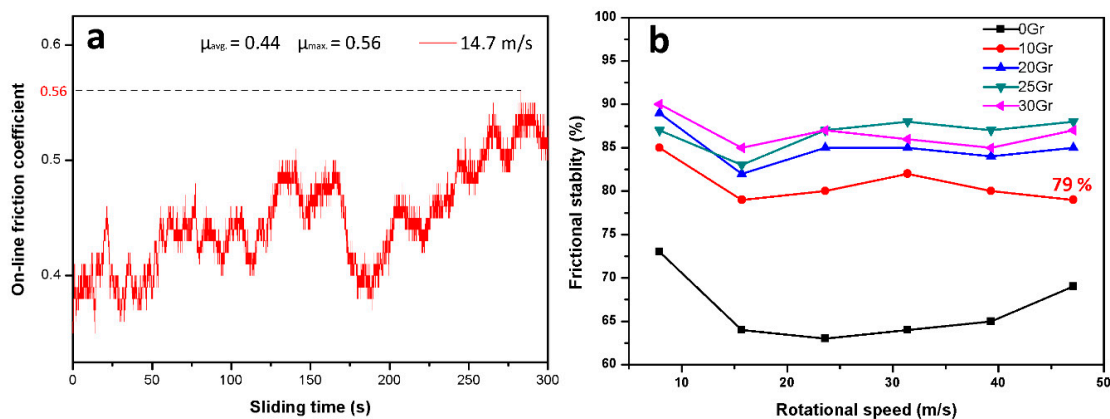 a
μavg. = 0.44 μmax. = 0.56 14.7 m/s
0.6
0.56
0.5
0.4
On-line friction coefficient
0 50 100 150 200 250 300
Sliding time (s)
b
0Gr
10Gr
20Gr
25Gr
30Gr
100
95
90
85
80
75
70
65
60
79 %
Frictional stablity (%)
10 20 30 40 50
Rotational speed (m/s)